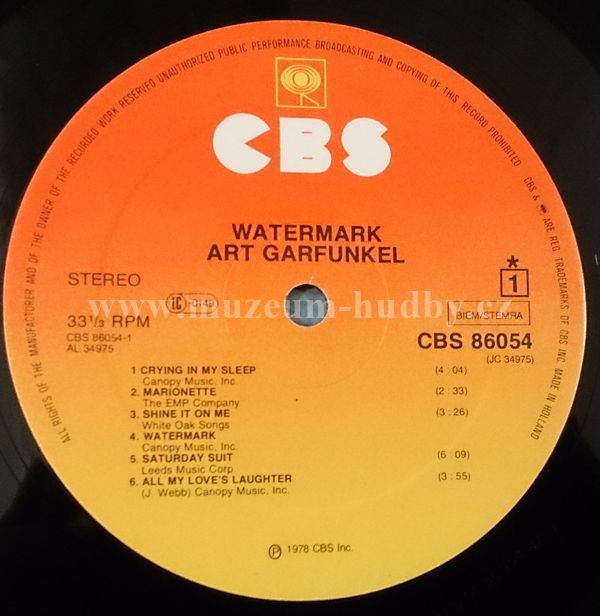 ALL RIGHTS OF THE MANUFACTURER AND OF THE OWNER OF THE RECORDED WORK RESERVED UNAUTHORIZED PUBLIC PERFORMANCE BROADCASTING AND COPYING OF THIS RECORD PROHIBITED CBS & ARE REG. TRADEMARKS OF CBS INC. MADE IN HOLLAND
CBS
WATERMARK
ART GARFUNKEL
STEREO
*
1
www.muzeum-hudby.cz
33⅓ RPM
BIEM/STEMRA
CBS 86054-1
AL 34975
CBS 86054
(JC 34975)
1 CRYING IN MY SLEEP (4 : 04)
Canopy Music, Inc.
2. MARIONETTE (2 : 33)
The EMP Company
3. SHINE IT ON ME (3 : 26)
White Oak Songs
4. WATERMARK
Canopy Music, Inc.
5. SATURDAY SUIT (6 : 09)
Leeds Music Corp.
6. ALL MY LOVE'S LAUGHTER (3 : 55)
(J. Webb) Canopy Music, Inc.
℗ 1978 CBS Inc.